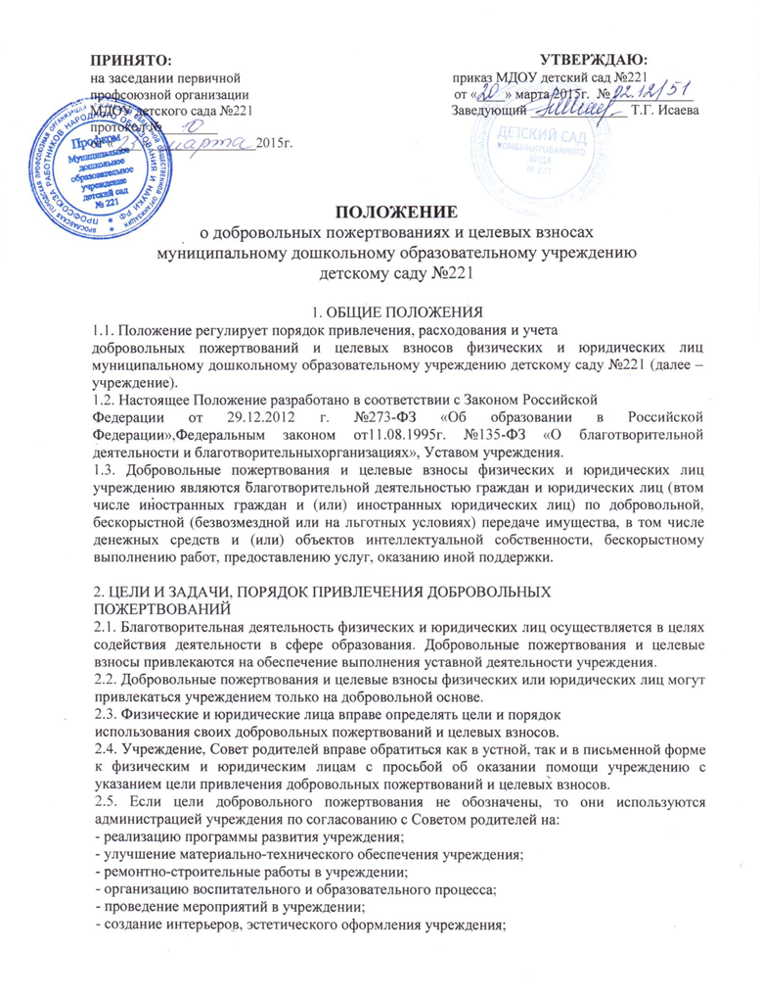 ПРИНЯТО:
на заседании первичной
профсоюзной организации
МДОУ детского сада №221
протокол № 10
от « 23 » марта 2015г.
УТВЕРЖДАЮ:
приказ МДОУ детский сад №221
от «20» марта 2015г. № 02.12/51
Заведующий Т.Г. Исаева
Профком
Муниципальное
дошкольное
образовательное
учреждение
детский сад
№ 221
ДЕТСКИЙ САД
КОМБИНИРОВАННОГО
ВИДА
№ 221
ПОЛОЖЕНИЕ
о добровольных пожертвованиях и целевых взносах
муниципальному дошкольному образовательному учреждению
детскому саду №221
1. ОБЩИЕ ПОЛОЖЕНИЯ
1.1. Положение регулирует порядок привлечения, расходования и учета
добровольных пожертвований и целевых взносов физических и юридических лиц
муниципальному дошкольному образовательному учреждению детскому саду №221 (далее –
учреждение).
1.2. Настоящее Положение разработано в соответствии с Законом Российской
Федерации от 29.12.2012 г. №273-ФЗ «Об образовании в Российской
Федерации»,Федеральным законом от11.08.1995г. №135-ФЗ «О благотворительной
деятельности и благотворительныхорганизациях», Уставом учреждения.
1.3. Добровольные пожертвования и целевые взносы физических и юридических лиц
учреждению являются благотворительной деятельностью граждан и юридических лиц (втом
числе иностранных граждан и (или) иностранных юридических лиц) по добровольной,
бескорыстной (безвозмездной или на льготных условиях) передаче имущества, в том числе
денежных средств и (или) объектов интеллектуальной собственности, бескорыстному
выполнению работ, предоставлению услуг, оказанию иной поддержки.
2. ЦЕЛИ И ЗАДАЧИ, ПОРЯДОК ПРИВЛЕЧЕНИЯ ДОБРОВОЛЬНЫХ
ПОЖЕРТВОВАНИЙ
2.1. Благотворительная деятельность физических и юридических лиц осуществляется в целях
содействия деятельности в сфере образования. Добровольные пожертвования и целевые
взносы привлекаются на обеспечение выполнения уставной деятельности учреждения.
2.2. Добровольные пожертвования и целевые взносы физических или юридических лиц могут
привлекаться учреждением только на добровольной основе.
2.3. Физические и юридические лица вправе определять цели и порядок
использования своих добровольных пожертвований и целевых взносов.
2.4. Учреждение, Совет родителей вправе обратиться как в устной, так и в письменной форме
к физическим и юридическим лицам с просьбой об оказании помощи учреждению с
указанием цели привлечения добровольных пожертвований и целевых взносов.
2.5. Если цели добровольного пожертвования не обозначены, то они используются
администрацией учреждения по согласованию с Советом родителей на:
- реализацию программы развития учреждения;
- улучшение материально-технического обеспечения учреждения;
- ремонтно-строительные работы в учреждении;
- организацию воспитательного и образовательного процесса;
- проведение мероприятий в учреждении;
- создание интерьеров, эстетического оформления учреждения;